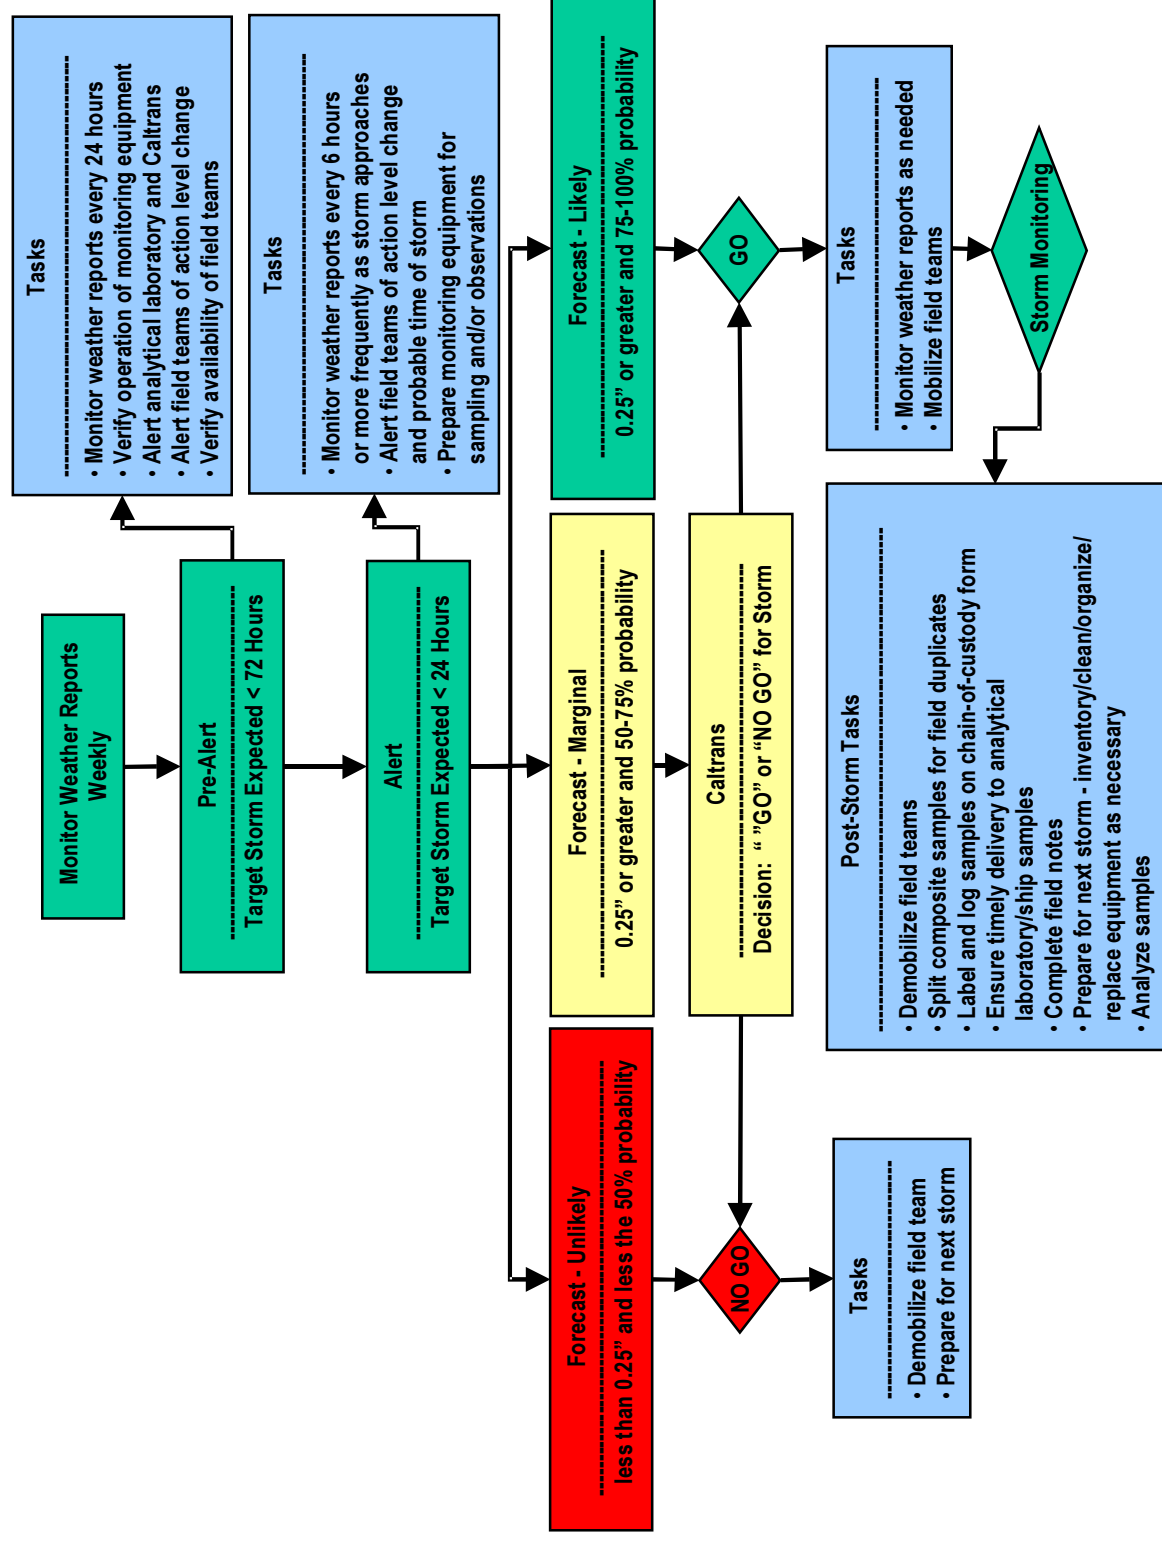 Monitor Weather Reports
Weekly
Pre-Alert
Target Storm Expected < 72 Hours
Tasks
• Monitor weather reports every 24 hours
• Verify operation of monitoring equipment
• Alert analytical laboratory and Caltrans
• Alert field teams of action level change
• Verify availability of field teams
Alert
Target Storm Expected < 24 Hours
Tasks
• Monitor weather reports every 6 hours
or more frequently as storm approaches
• Alert field teams of action level change
and probable time of storm
• Prepare monitoring equipment for
sampling and/or observations
Forecast - Unlikely
less than 0.25” and less the 50% probability
Forecast - Marginal
0.25” or greater and 50-75% probability
Forecast - Likely
0.25” or greater and 75-100% probability
NO GO
Caltrans
Decision: “ ”GO” or “NO GO” for Storm
GO
Tasks
• Demobilize field team
• Prepare for next storm
Tasks
• Monitor weather reports as needed
• Mobilize field teams
Storm Monitoring
Post-Storm Tasks
• Demobilize field teams
• Split composite samples for field duplicates
• Label and log samples on chain-of-custody form
• Ensure timely delivery to analytical
laboratory/ship samples
• Complete field notes
• Prepare for next storm - inventory/clean/organize/
replace equipment as necessary
• Analyze samples